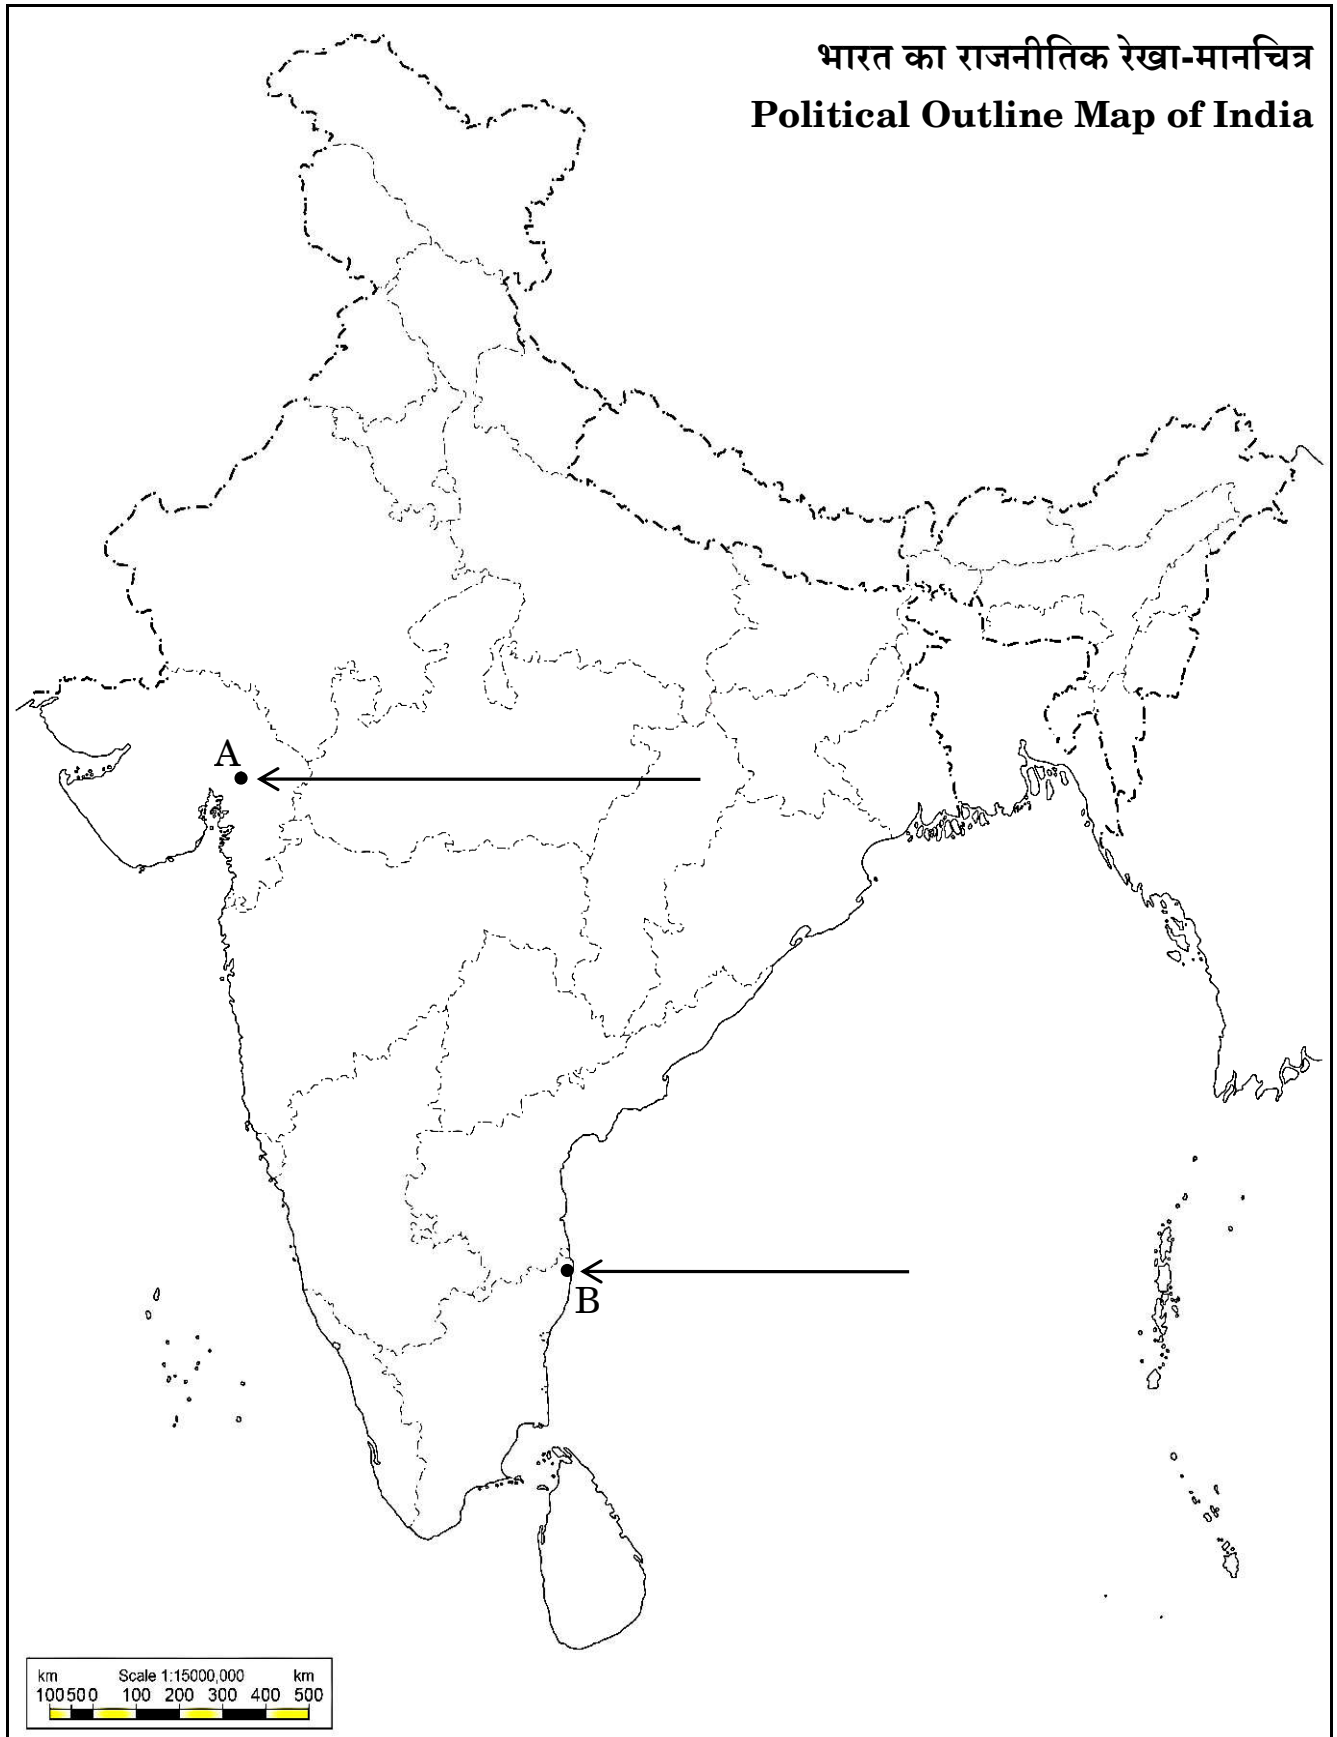 भारत का राजनीतिक रेखा-मानचित्र
Political Outline Map of India
A
B
km Scale 1:15000,000 km
100 50 0 100 200 300 400 500